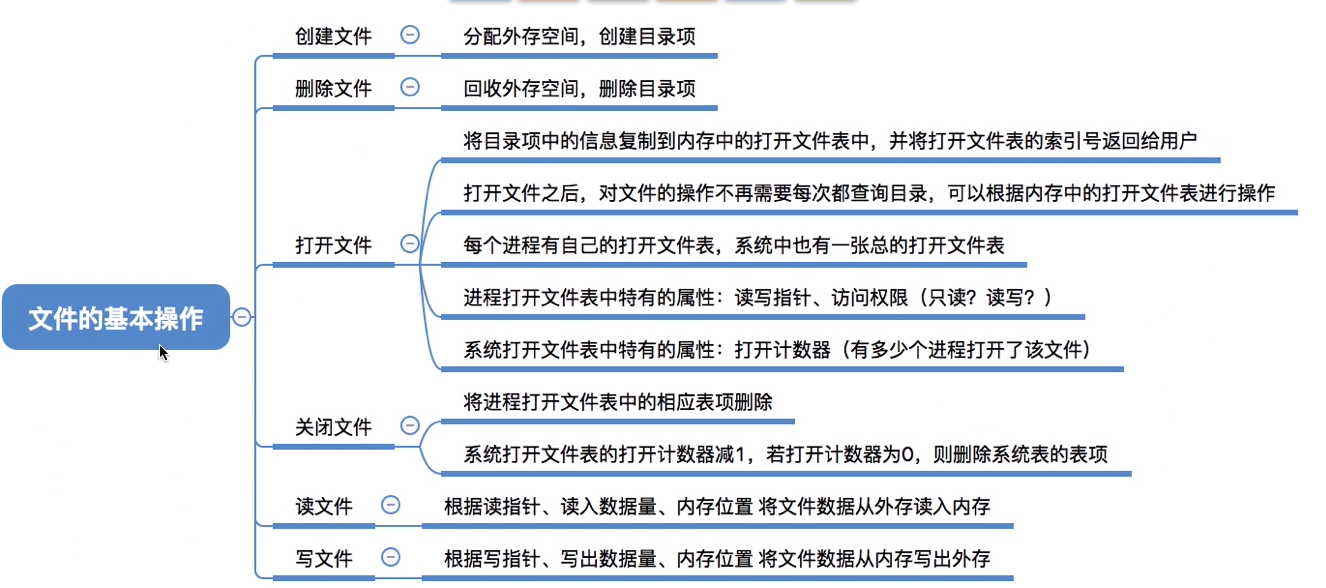 文件的基本操作
创建文件
分配外存空间，创建目录项
删除文件
回收外存空间，删除目录项
打开文件
将目录项中的信息复制到内存中的打开文件表中，并将打开文件表的索引号返回给用户
打开文件之后，对文件的操作不再需要每次都查询目录，可以根据内存中的打开文件表进行操作
每个进程有自己的打开文件表，系统中也有一张总的打开文件表
进程打开文件表中特有的属性：读写指针、访问权限（只读？读写？）
系统打开文件表中特有的属性：打开计数器（有多少个进程打开了该文件）
关闭文件
将进程打开文件表中的相应表项删除
系统打开文件表的打开计数器减1，若打开计数器为0，则删除系统表的表项
读文件
根据读指针、读入数据量、内存位置 将文件数据从外存读入内存
写文件
根据写指针、写出数据量、内存位置 将文件数据从内存写出外存